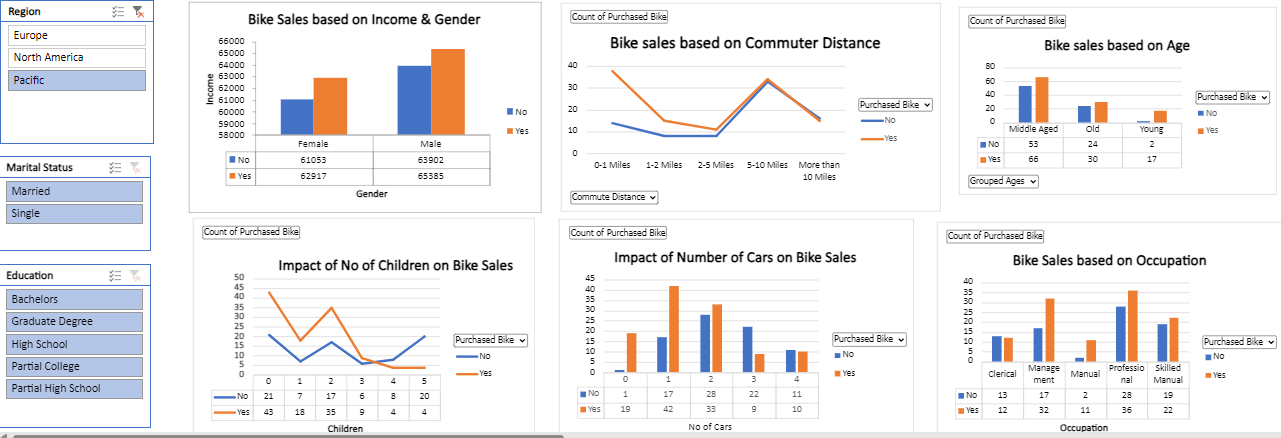 Region
Europe
North America
Pacific
Marital Status
Married
Single
Education
Bachelors
Graduate Degree
High School
Partial College
Partial High School
Bike Sales based on Income & Gender
Income
66000
65000
64000
63000
62000
61000
60000
59000
58000
Female Male
No 61053 63902
Yes 62917 65385
Gender
No
Yes
Count of Purchased Bike
Bike sales based on Commuter Distance
40
30
20
10
0
0-1 Miles 1-2 Miles 2-5 Miles 5-10 Miles More than
10 Miles
Purchased Bike
No
Yes
Commute Distance
Count of Purchased Bike
Bike sales based on Age
80
60
40
20
0
Middle Aged Old Young
No 53 24 2
Yes 66 30 17
Purchased Bike
No
Yes
Grouped Ages
Count of Purchased Bike
Impact of No of Children on Bike Sales
50
45
40
35
30
25
20
15
10
5
0
0 1 2 3 4 5
No 21 7 17 6 8 20
Yes 43 18 35 9 4 4
Children
Purchased Bike
No
Yes
Count of Purchased Bike
Impact of Number of Cars on Bike Sales
45
40
35
30
25
20
15
10
5
0
0 1 2 3 4
No 1 17 28 22 11
Yes 19 42 33 9 10
No of Cars
Purchased Bike
No
Yes
Count of Purchased Bike
Bike Sales based on Occupation
40
35
30
25
20
15
10
5
0
Clerical Manage Manual Professio Skilled
ment nal Manual
No 13 17 2 28 19
Yes 12 32 11 36 22
Occupation
Purchased Bike
No
Yes